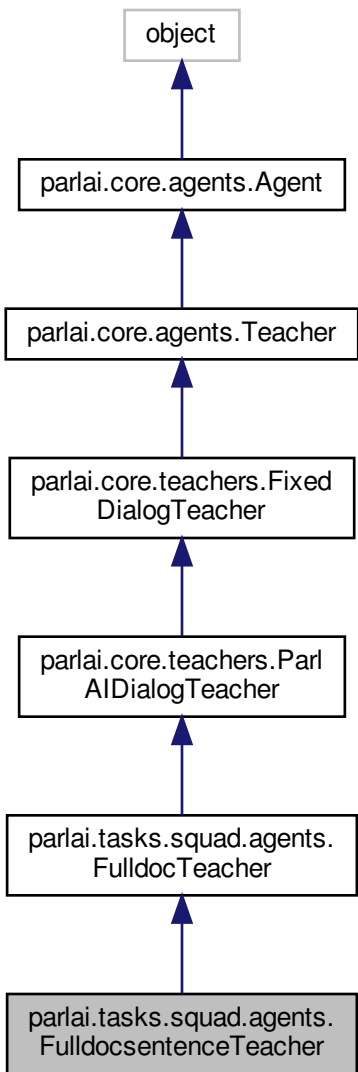 object
parlai.core.agents.Agent
parlai.core.agents.Teacher
parlai.core.teachers.Fixed
DialogTeacher
parlai.core.teachers.Parl
AIDialogTeacher
parlai.tasks.squad.agents.
FulldocTeacher
parlai.tasks.squad.agents.
FulldocsentenceTeacher